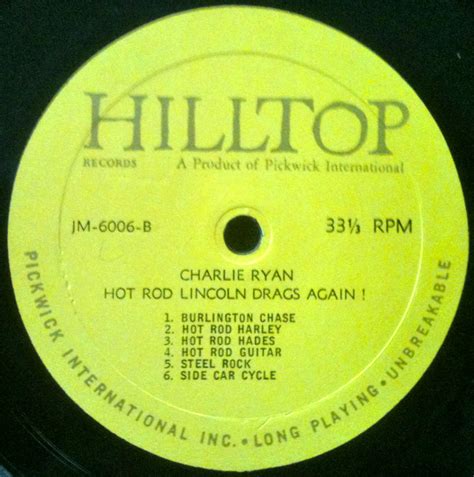 HILLTOP
RECORDS A Product of Pickwick International
JM-6006-B 33⅓ RPM
CHARLIE RYAN
HOT ROD LINCOLN DRAGS AGAIN !
1. BURLINGTON CHASE
2. HOT ROD HARLEY
3. HOT ROD HADES
4. HOT ROD GUITAR
5. STEEL ROCK
6. SIDE CAR CYCLE
PICKWICK INTERNATIONAL INC. • LONG PLAYING • UNBREAKABLE